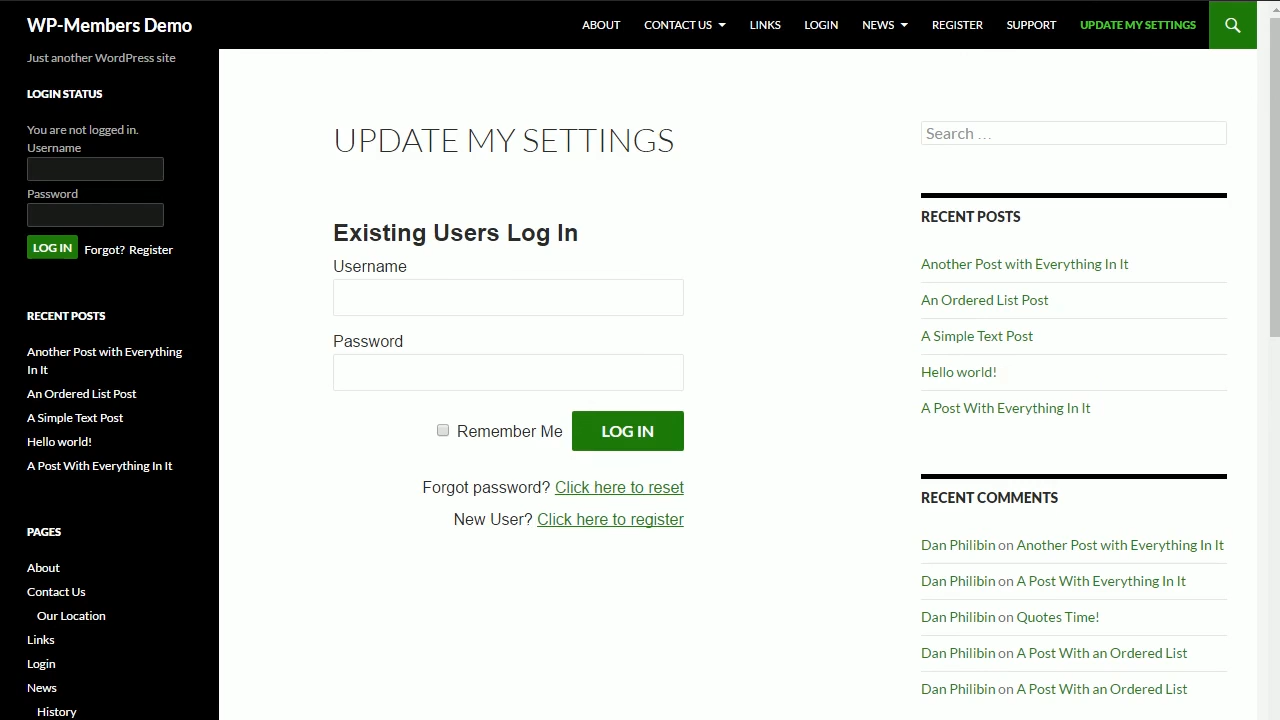 WP-Members Demo
ABOUT CONTACT US LINKS LOGIN NEWS REGISTER SUPPORT UPDATE MY SETTINGS
Just another WordPress site
LOGIN STATUS
You are not logged in.
Username
Password
LOG IN Forgot? Register
RECENT POSTS
Another Post with Everything
In It
An Ordered List Post
A Simple Text Post
Hello world!
A Post With Everything In It
PAGES
About
Contact Us
Our Location
Links
Login
News
History
UPDATE MY SETTINGS
Existing Users Log In
Username
Password
Remember Me LOG IN
Forgot password? Click here to reset
New User? Click here to register
Search ...
RECENT POSTS
Another Post with Everything In It
An Ordered List Post
A Simple Text Post
Hello world!
A Post With Everything In It
RECENT COMMENTS
Dan Philibin on Another Post with Everything In It
Dan Philibin on A Post With Everything In It
Dan Philibin on Quotes Time!
Dan Philibin on A Post With an Ordered List
Dan Philibin on A Post With an Ordered List